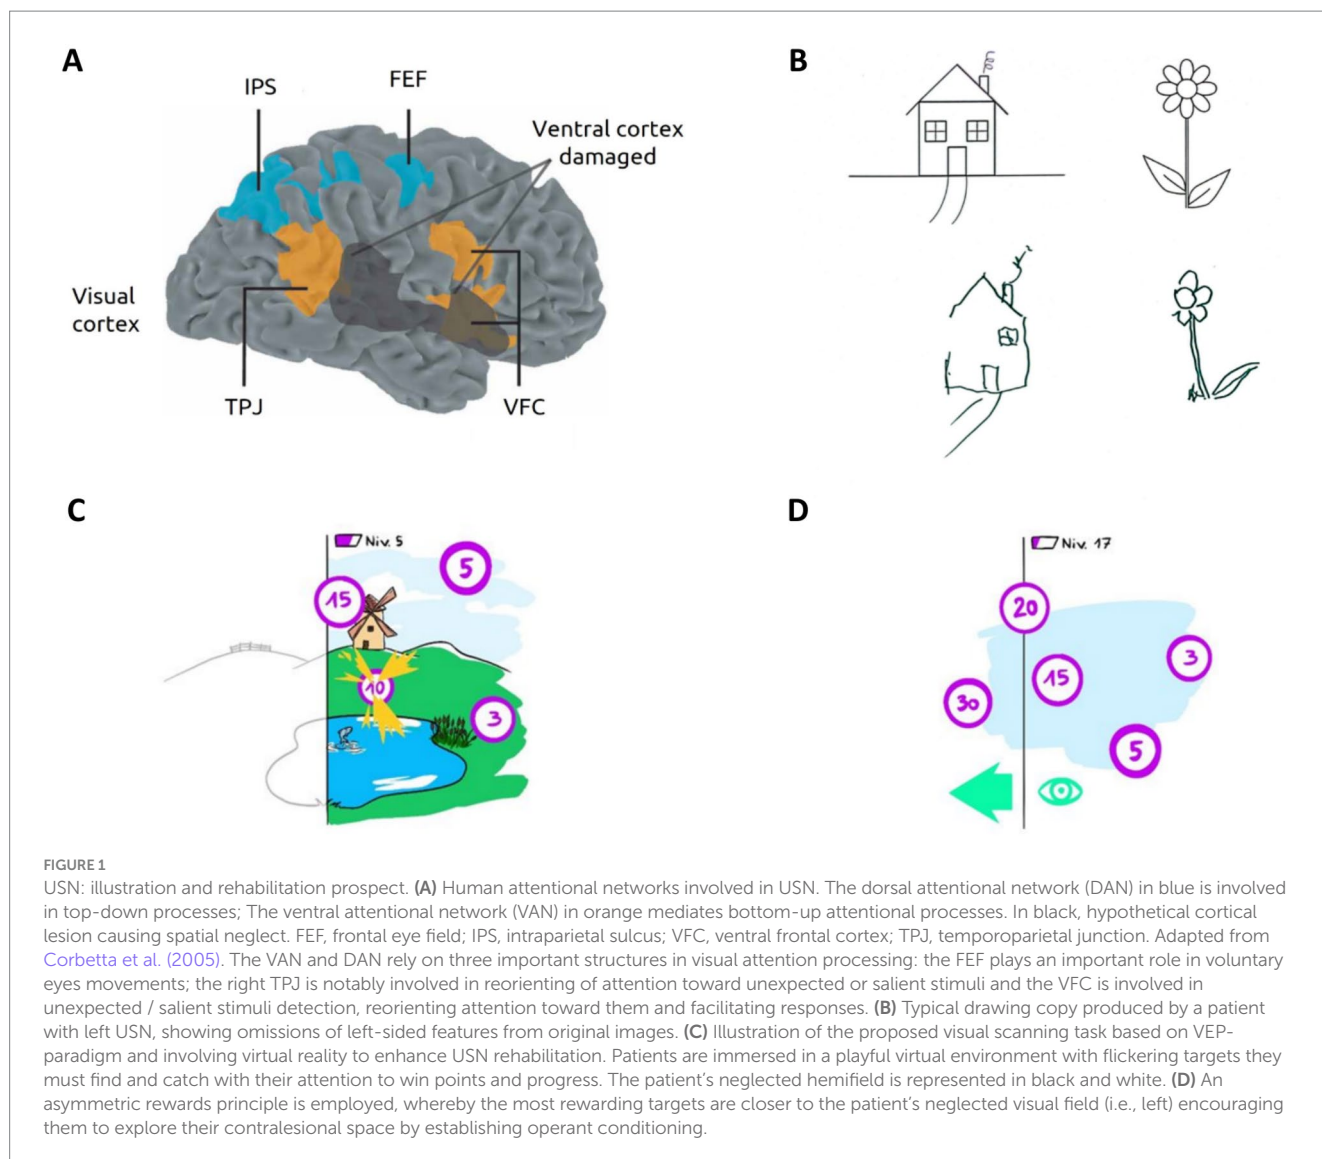 A
IPS
FEF
Ventral cortex
damaged
Visual
cortex
TPJ
VFC
B
C
Niv. 5
5
15
10
3
D
Niv. 17
20
3
15
30
5
FIGURE 1
USN: illustration and rehabilitation prospect. (A) Human attentional networks involved in USN. The dorsal attentional network (DAN) in blue is involved
in top-down processes; The ventral attentional network (VAN) in orange mediates bottom-up attentional processes. In black, hypothetical cortical
lesion causing spatial neglect. FEF, frontal eye field; IPS, intraparietal sulcus; VFC, ventral frontal cortex; TPJ, temporoparietal junction. Adapted from
Corbetta et al. (2005). The VAN and DAN rely on three important structures in visual attention processing: the FEF plays an important role in voluntary
eyes movements; the right TPJ is notably involved in reorienting of attention toward unexpected or salient stimuli and the VFC is involved in
unexpected / salient stimuli detection, reorienting attention toward them and facilitating responses. (B) Typical drawing copy produced by a patient
with left USN, showing omissions of left-sided features from original images. (C) Illustration of the proposed visual scanning task based on VEP-
paradigm and involving virtual reality to enhance USN rehabilitation. Patients are immersed in a playful virtual environment with flickering targets they
must find and catch with their attention to win points and progress. The patient's neglected hemifield is represented in black and white. (D) An
asymmetric rewards principle is employed, whereby the most rewarding targets are closer to the patient's neglected visual field (i.e., left) encouraging
them to explore their contralesional space by establishing operant conditioning.